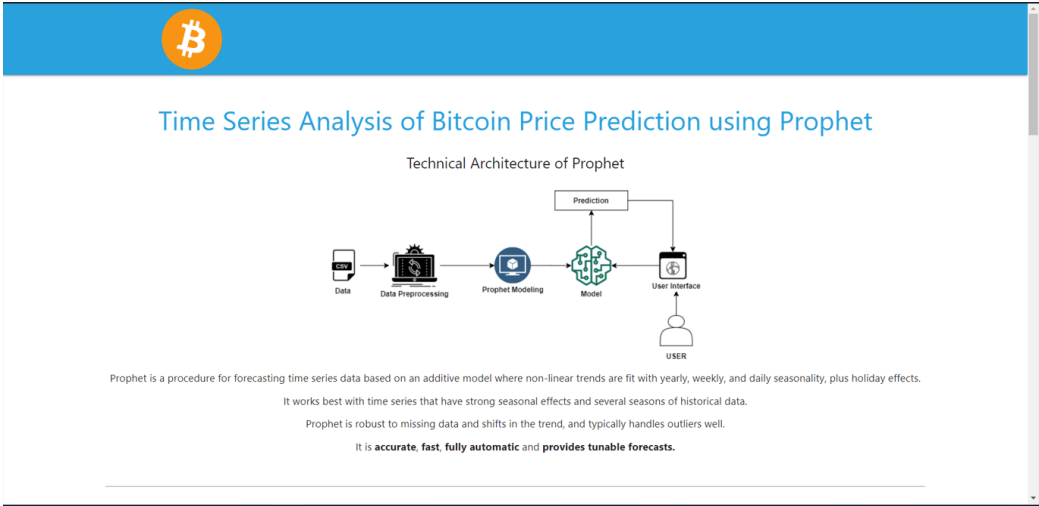 Time Series Analysis of Bitcoin Price Prediction using Prophet
Technical Architecture of Prophet
Prediction
CSV
Data
Data Preprocessing
Prophet Modeling
Model
User Interface
USER
Prophet is a procedure for forecasting time series data based on an additive model where non-linear trends are fit with yearly, weekly, and daily seasonality, plus holiday effects.
It works best with time series that have strong seasonal effects and several seasons of historical data.
Prophet is robust to missing data and shifts in the trend, and typically handles outliers well.
It is accurate, fast, fully automatic and provides tunable forecasts.